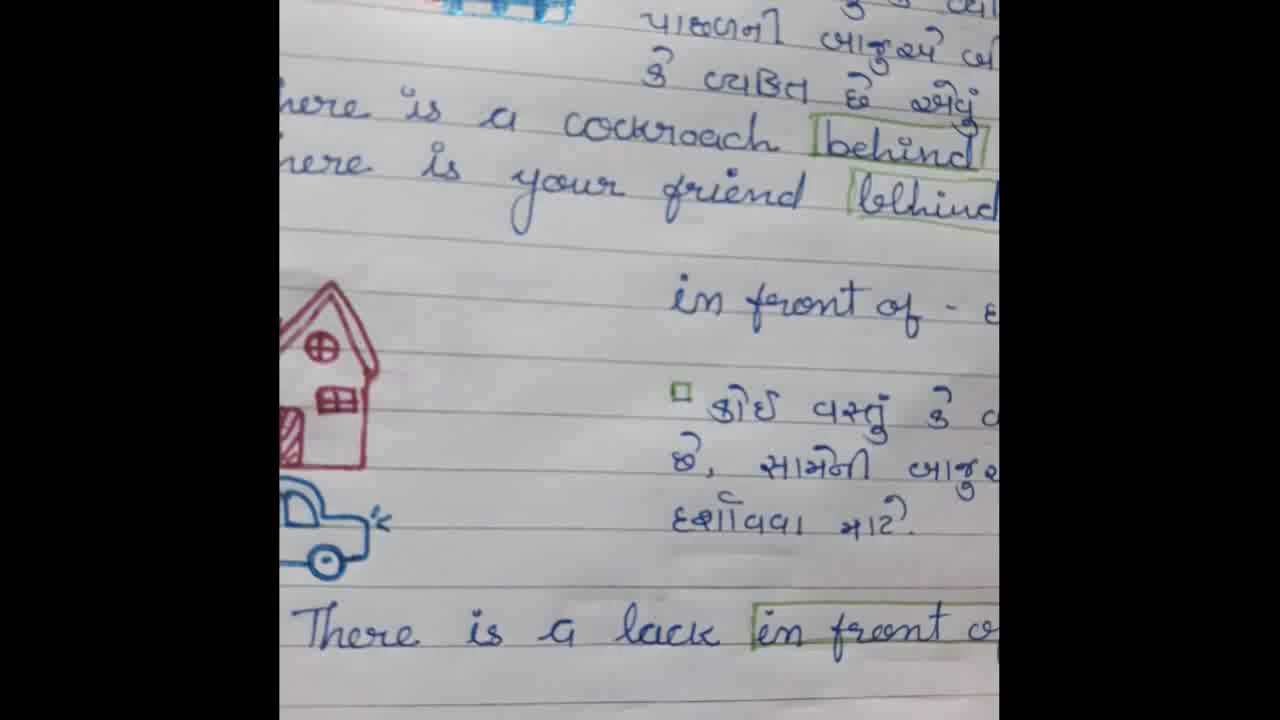 પાછળની બાજુએ
કે વ્યક્તિ છે એવું
here is a cockroach behind
here is your friend behind
in front of -
કોઈ વસ્તું કે
છે, સામેની બાજુએ
દર્શાવવા માટે.
There is a lack in front of